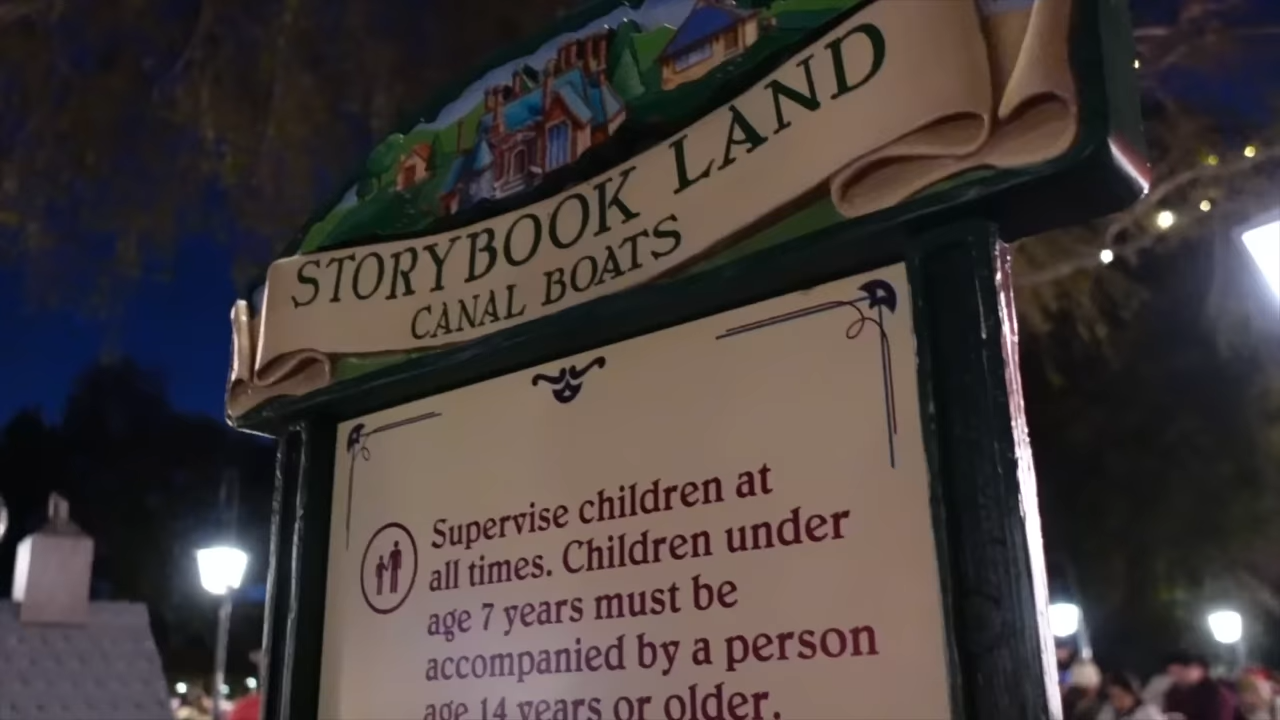 STORYBOOK LAND
CANAL BOATS
Supervise children at
all times. Children under
age 7 years must be
accompanied by a person
age 14 years or older.